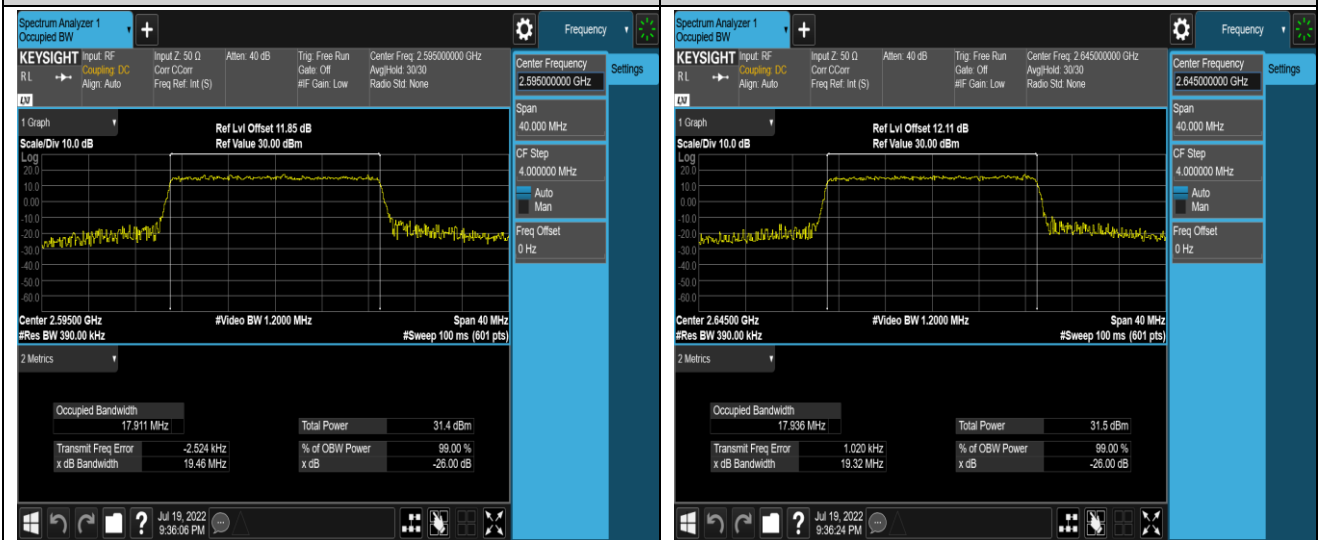 Spectrum Analyzer 1
Occupied BW
+
Frequency
KEYSIGHT
Input: RF
Coupling: DC
Align: Auto
Input Z: 50 Ω
Corr CCorr
Freq Ref: Int (S)
Atten: 40 dB
Trig: Free Run
Gate: Off
#IF Gain: Low
Center Freq: 2.595000000 GHz
Avg|Hold: 30/30
Radio Std: None
R L
LXI
Center Frequency
2.595000000 GHz
Settings
Span
40.000 MHz
CF Step
4.000000 MHz
Auto
Man
Freq Offset
0 Hz
1 Graph
Ref Lvl Offset 11.85 dB
Scale/Div 10.0 dB
Ref Value 30.00 dBm
Log
20.0
10.0
0.00
-10.0
-20.0
-30.0
-40.0
-50.0
-60.0
Center 2.59500 GHz
#Video BW 1.2000 MHz
Span 40 MHz
#Res BW 390.00 kHz
#Sweep 100 ms (601 pts)
2 Metrics
Occupied Bandwidth
17.911 MHz
Total Power 31.4 dBm
Transmit Freq Error -2.524 kHz
% of OBW Power 99.00 %
x dB Bandwidth 19.46 MHz
x dB -26.00 dB
?
Jul 19, 2022
9:36:06 PM
Spectrum Analyzer 1
Occupied BW
+
Frequency
KEYSIGHT
Input: RF
Coupling: DC
Align: Auto
Input Z: 50 Ω
Corr CCorr
Freq Ref: Int (S)
Atten: 40 dB
Trig: Free Run
Gate: Off
#IF Gain: Low
Center Freq: 2.645000000 GHz
Avg|Hold: 30/30
Radio Std: None
R L
LXI
Center Frequency
2.645000000 GHz
Settings
Span
40.000 MHz
CF Step
4.000000 MHz
Auto
Man
Freq Offset
0 Hz
1 Graph
Ref Lvl Offset 12.11 dB
Scale/Div 10.0 dB
Ref Value 30.00 dBm
Log
20.0
10.0
0.00
-10.0
-20.0
-30.0
-40.0
-50.0
-60.0
Center 2.64500 GHz
#Video BW 1.2000 MHz
Span 40 MHz
#Res BW 390.00 kHz
#Sweep 100 ms (601 pts)
2 Metrics
Occupied Bandwidth
17.936 MHz
Total Power 31.5 dBm
Transmit Freq Error 1.020 kHz
% of OBW Power 99.00 %
x dB Bandwidth 19.32 MHz
x dB -26.00 dB
?
Jul 19, 2022
9:36:24 PM